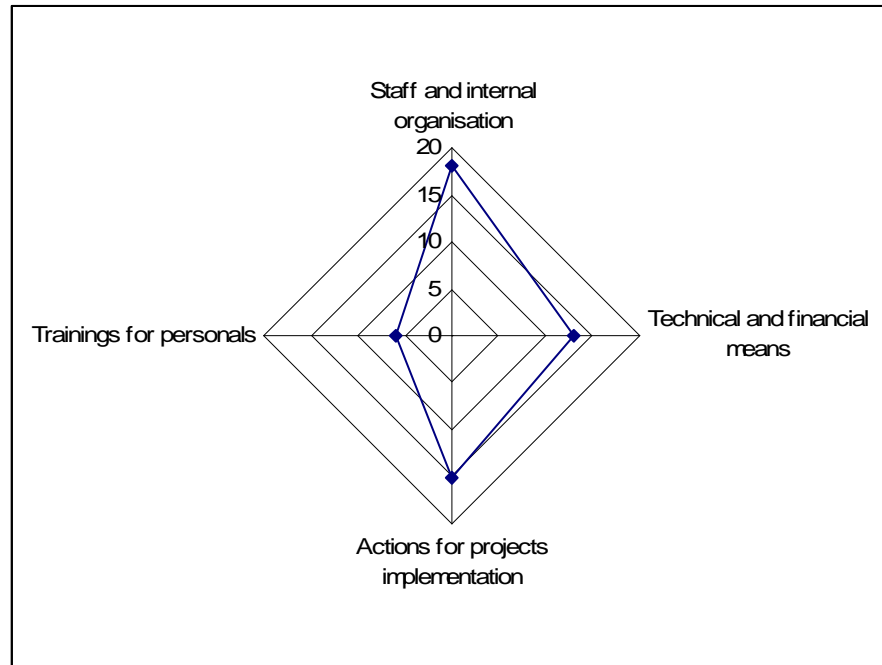 Staff and internal
organisation
20
15
10
5
0
Trainings for personals
Technical and financial
means
Actions for projects
implementation